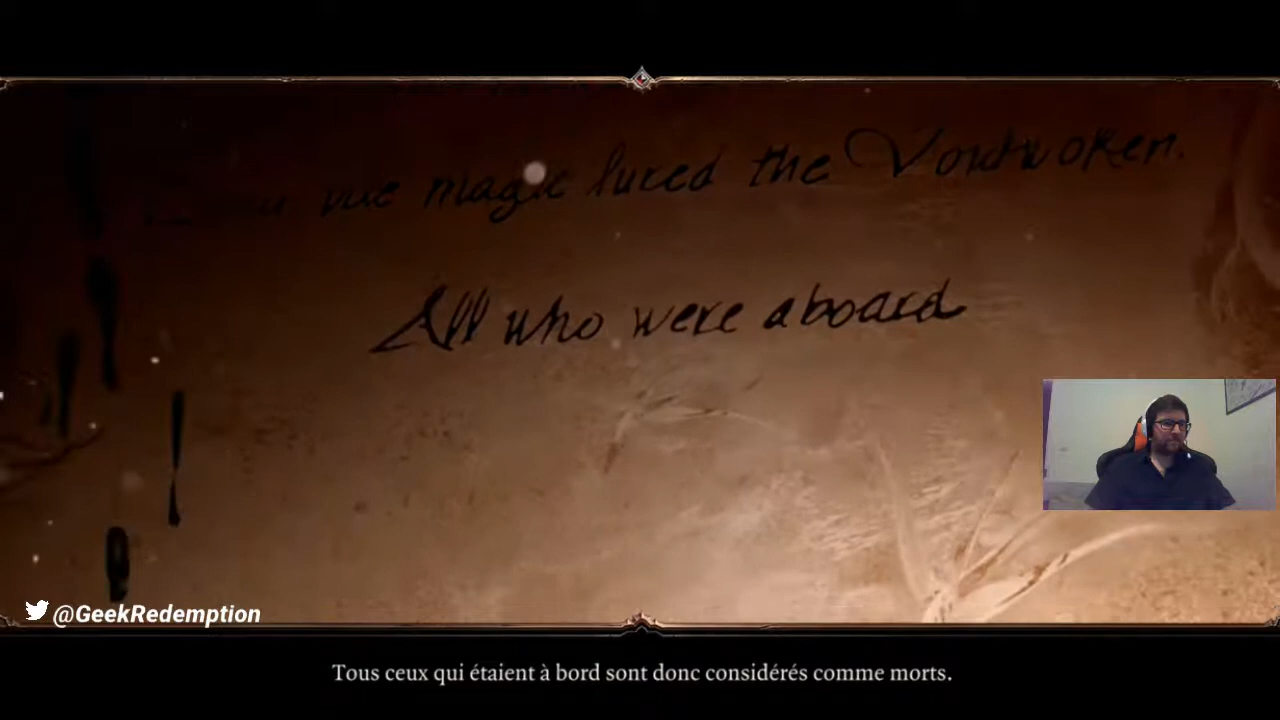 magic lured the Voidwoken.
All who were aboard
@GeekRedemption
Tous ceux qui étaient à bord sont donc considérés comme morts.